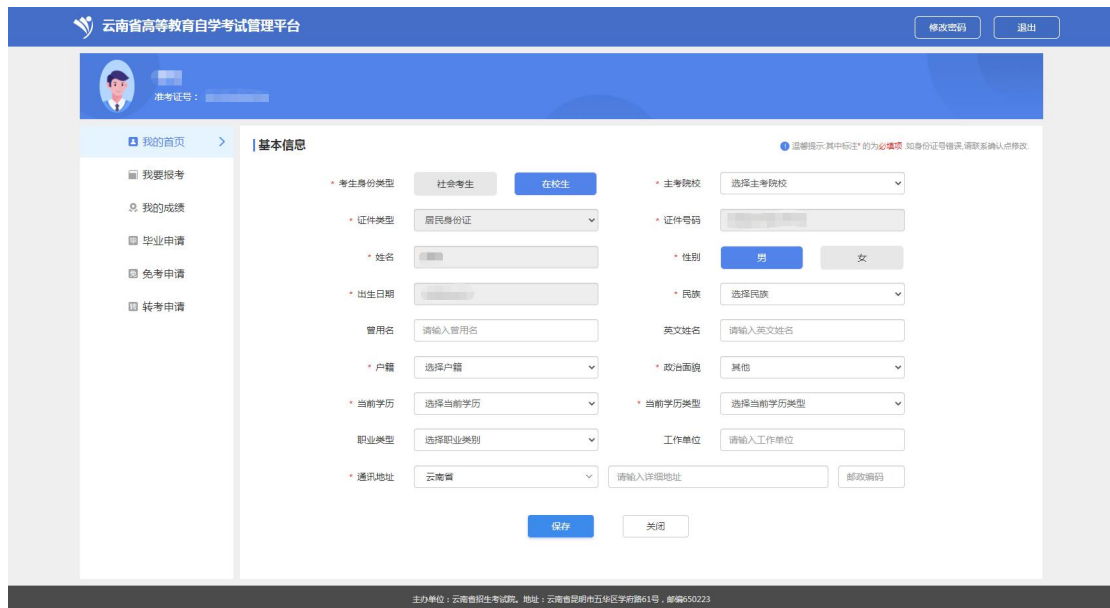 云南省高等教育自学考试管理平台
修改密码 退出
准考证号：
我的首页
我要报考
我的成绩
毕业申请
免考申请
转考申请
基本信息
温馨提示:其中标注* 的为必填项.如身份证号错误,请联系确认点修改.
* 考生身份类型 社会考生 在校生 * 主考院校 选择主考院校
* 证件类型 居民身份证 * 证件号码
* 姓名 * 性别 男 女
* 出生日期 * 民族 选择民族
曾用名 请输入曾用名 英文姓名 请输入英文姓名
* 户籍 选择户籍 * 政治面貌 其他
* 当前学历 选择当前学历 * 当前学历类型 选择当前学历类型
职业类型 选择职业类别 工作单位 请输入工作单位
* 通讯地址 云南省 请输入详细地址 邮政编码
保存 关闭
主办单位：云南省招生考试院。地址：云南省昆明市五华区学府路61号，邮编650223